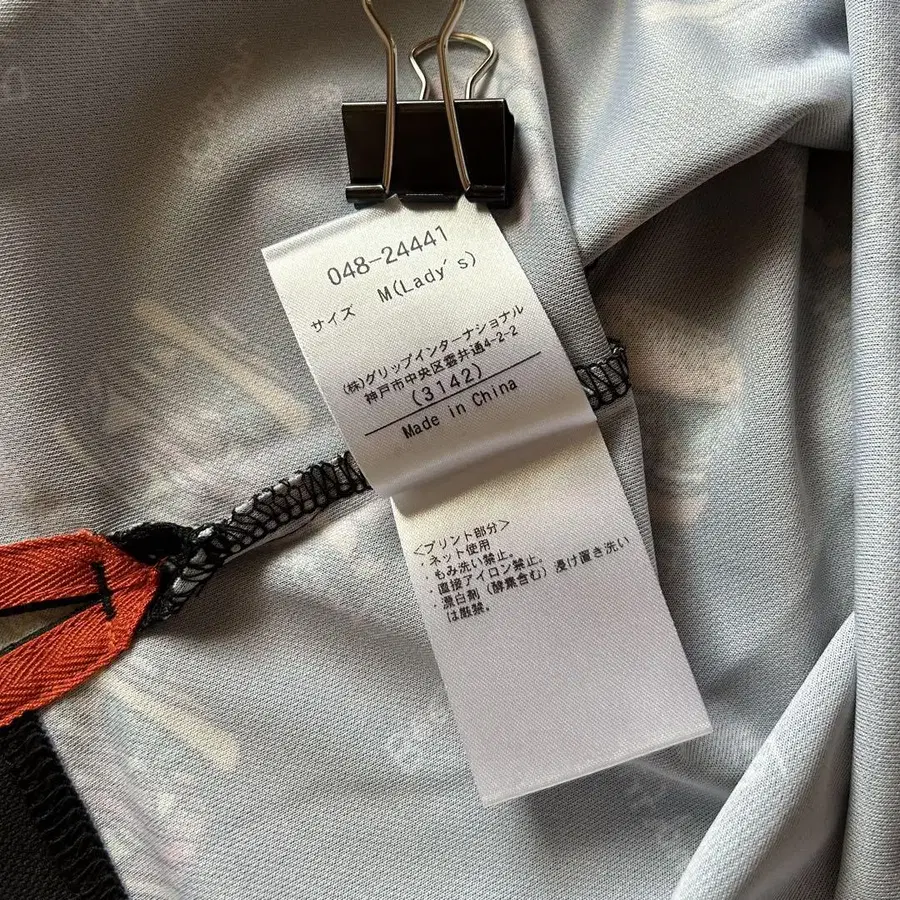 048-24441
サイズ M(Lady's)
(株)グリップインターナショナル
神戸市中央区雲井通4-2-2
(3142)
Made in China
<プリント部分>
・ネット使用
・もみ洗い禁止。
・直接アイロン禁止。
・漂白剤(酵素含む)浸け置き洗い
は厳禁。